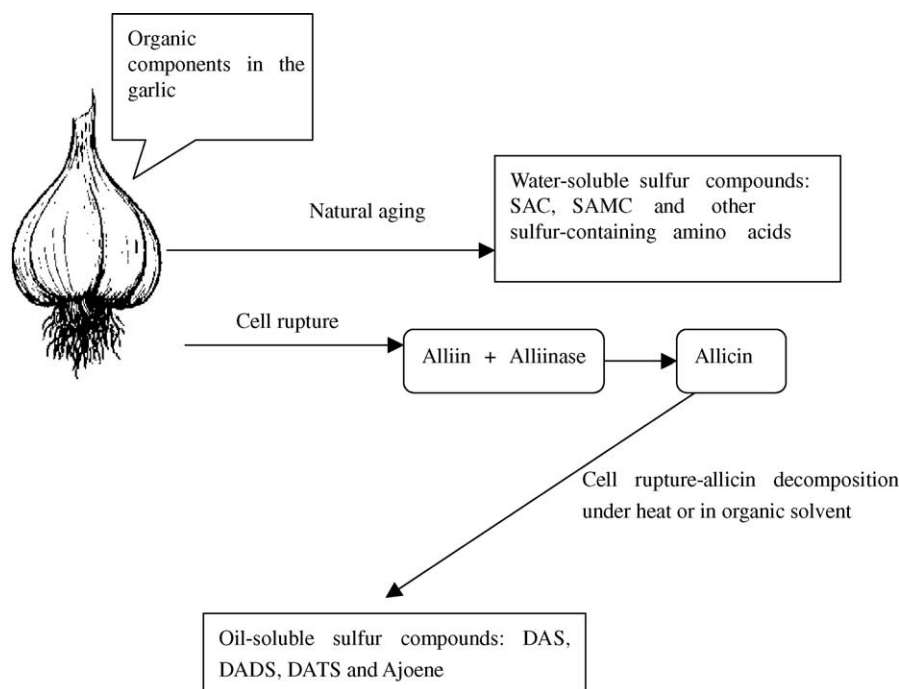 Organic
components in the
garlic
Natural aging
Water-soluble sulfur compounds:
SAC, SAMC and other
sulfur-containing amino acids
Cell rupture
Alliin + Alliinase
Allicin
Cell rupture-allicin decomposition
under heat or in organic solvent
Oil-soluble sulfur compounds: DAS,
DADS, DATS and Ajoene